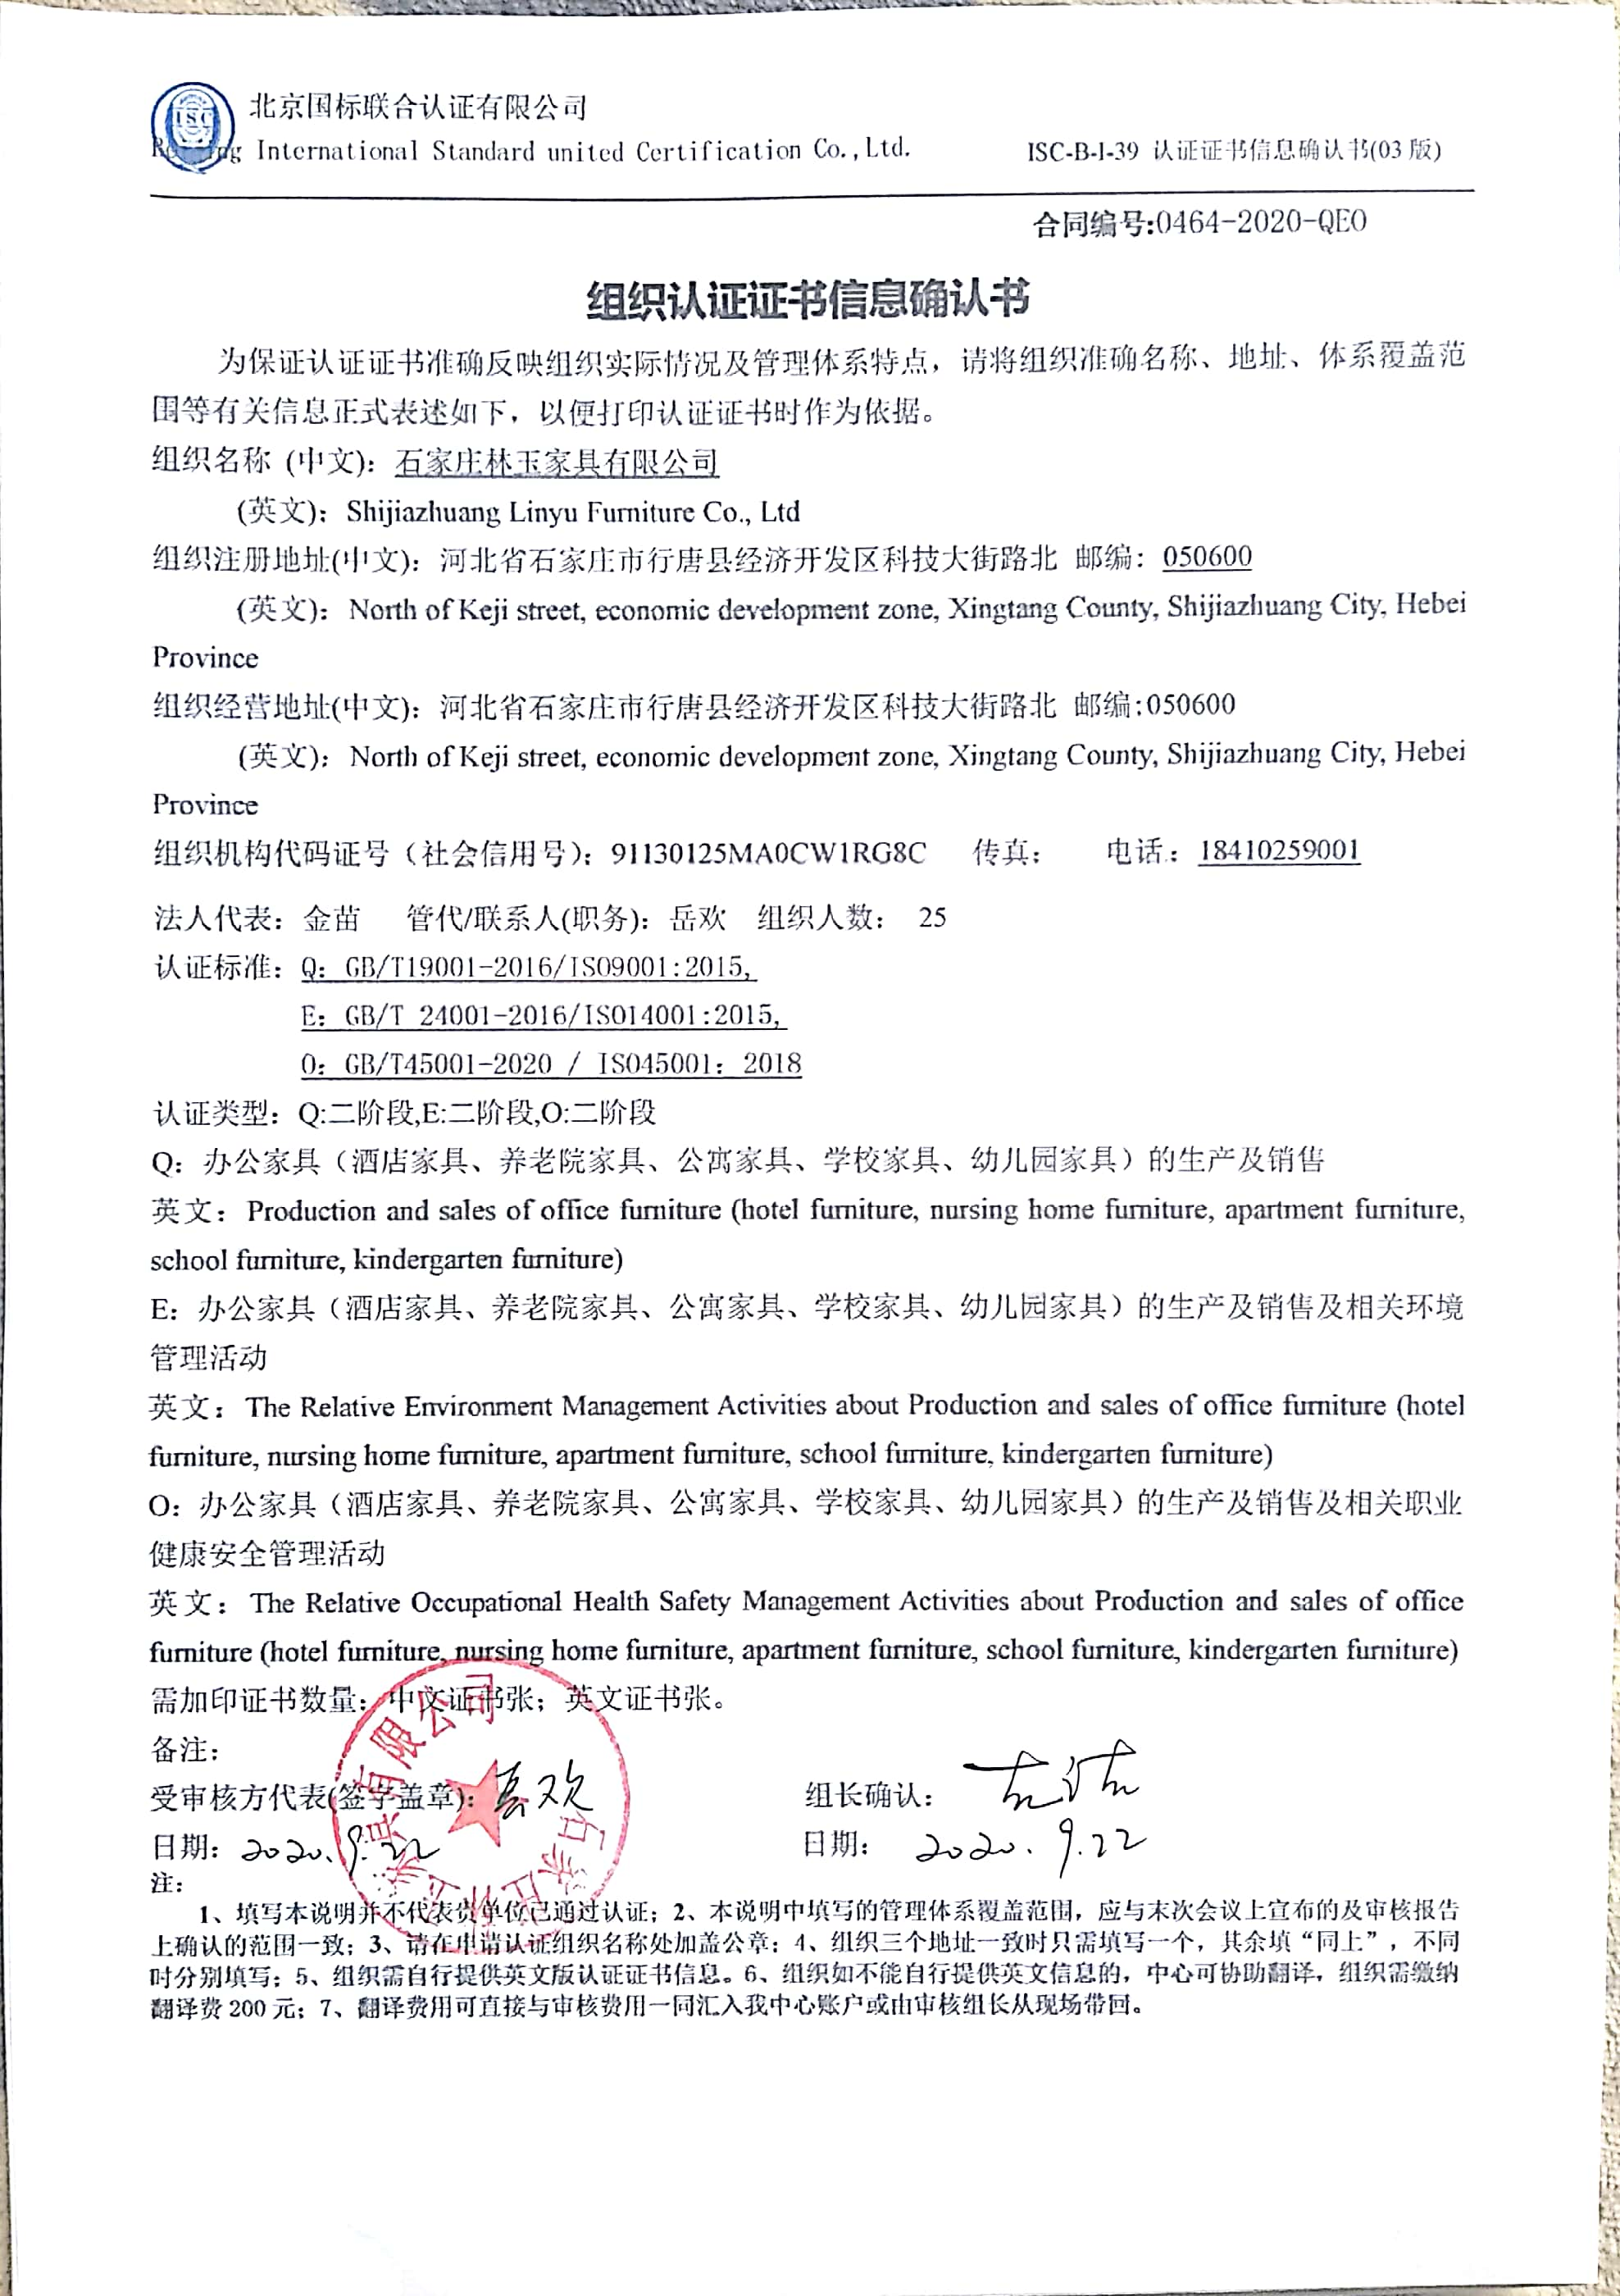 北京国标联合认证有限公司
International Standard united Certification Co.,Ltd.
ISC-B-I-39 认证证书信息确认书(03版)
合同编号:0464-2020-QEO
组织认证证书信息确认书
为保证认证证书准确反映组织实际情况及管理体系特点，请将组织准确名称、地址、体系覆盖范
围等有关信息正式表述如下，以便打印认证证书时作为依据。
组织名称（中文）：石家庄林玉家具有限公司
(英文)：Shijiazhuang Linyu Furniture Co., Ltd
组织注册地址(中文)：河北省石家庄市行唐县经济开发区科技大街路北 邮编：050600
(英文)：North of Keji street, economic development zone, Xingtang County, Shijiazhuang City, Hebei
Province
组织经营地址(中文)：河北省石家庄市行唐县经济开发区科技大街路北 邮编:050600
(英文)：North of Keji street, economic development zone, Xingtang County, Shijiazhuang City, Hebei
Province
组织机构代码证号（社会信用号）：91130125MA0CW1RG8C 传真： 电话.：18410259001
法人代表：金苗 管代/联系人(职务)：岳欢 组织人数： 25
认证标准：Q：GB/T19001-2016/ISO9001:2015,
E：GB/T 24001-2016/ISO14001:2015,
O：GB/T45001-2020 / ISO45001：2018
认证类型：Q:二阶段,E:二阶段,O:二阶段
Q：办公家具（酒店家具、养老院家具、公寓家具、学校家具、幼儿园家具）的生产及销售
英文：Production and sales of office furniture (hotel furniture, nursing home furniture, apartment furniture,
school furniture, kindergarten furniture)
E：办公家具（酒店家具、养老院家具、公寓家具、学校家具、幼儿园家具）的生产及销售及相关环境
管理活动
英文：The Relative Environment Management Activities about Production and sales of office furniture (hotel
furniture, nursing home furniture, apartment furniture, school furniture, kindergarten furniture)
O：办公家具（酒店家具、养老院家具、公寓家具、学校家具、幼儿园家具）的生产及销售及相关职业
健康安全管理活动
英文：The Relative Occupational Health Safety Management Activities about Production and sales of office
furniture (hotel furniture, nursing home furniture, apartment furniture, school furniture, kindergarten furniture)
需加印证书数量：中文证书张；英文证书张。
备注：
受审核方代表(签字盖章)：岳欢
组长确认：
日期：2020.9.22
日期： 2020.9.22
注：
1、填写本说明并不代表贵单位已通过认证；2、本说明中填写的管理体系覆盖范围，应与末次会议上宣布的及审核报告
上确认的范围一致；3、请在申请认证组织名称处加盖公章；4、组织三个地址一致时只需填写一个，其余填“同上”，不同
时分别填写；5、组织需自行提供英文版认证证书信息。6、组织如不能自行提供英文信息的，中心可协助翻译，组织需缴纳
翻译费 200 元；7、翻译费用可直接与审核费用一同汇入我中心账户或由审核组长从现场带回。